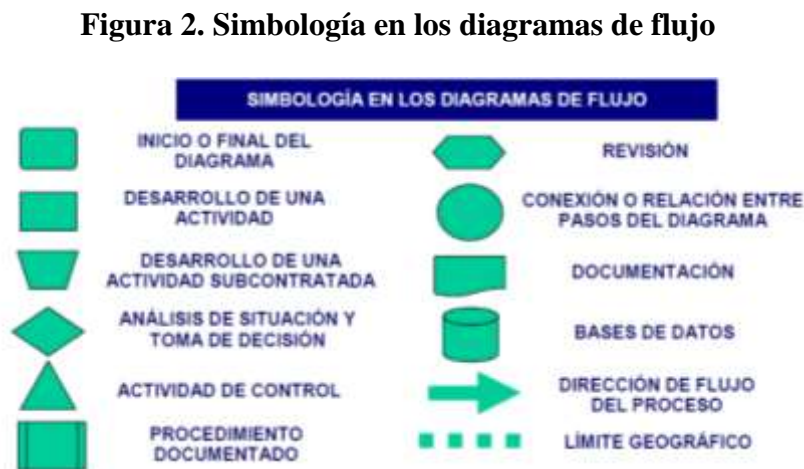 Figura 2. Simbología en los diagramas de flujo
SIMBOLOGÍA EN LOS DIAGRAMAS DE FLUJO
INICIO O FINAL DEL
DIAGRAMA
DESARROLLO DE UNA
ACTIVIDAD
DESARROLLO DE UNA
ACTIVIDAD SUBCONTRATADA
ANÁLISIS DE SITUACIÓN Y
TOMA DE DECISIÓN
ACTIVIDAD DE CONTROL
PROCEDIMIENTO
DOCUMENTADO
REVISIÓN
CONEXIÓN O RELACIÓN ENTRE
PASOS DEL DIAGRAMA
DOCUMENTACIÓN
BASES DE DATOS
DIRECCIÓN DE FLUJO
DEL PROCESO
LÍMITE GEOGRÁFICO